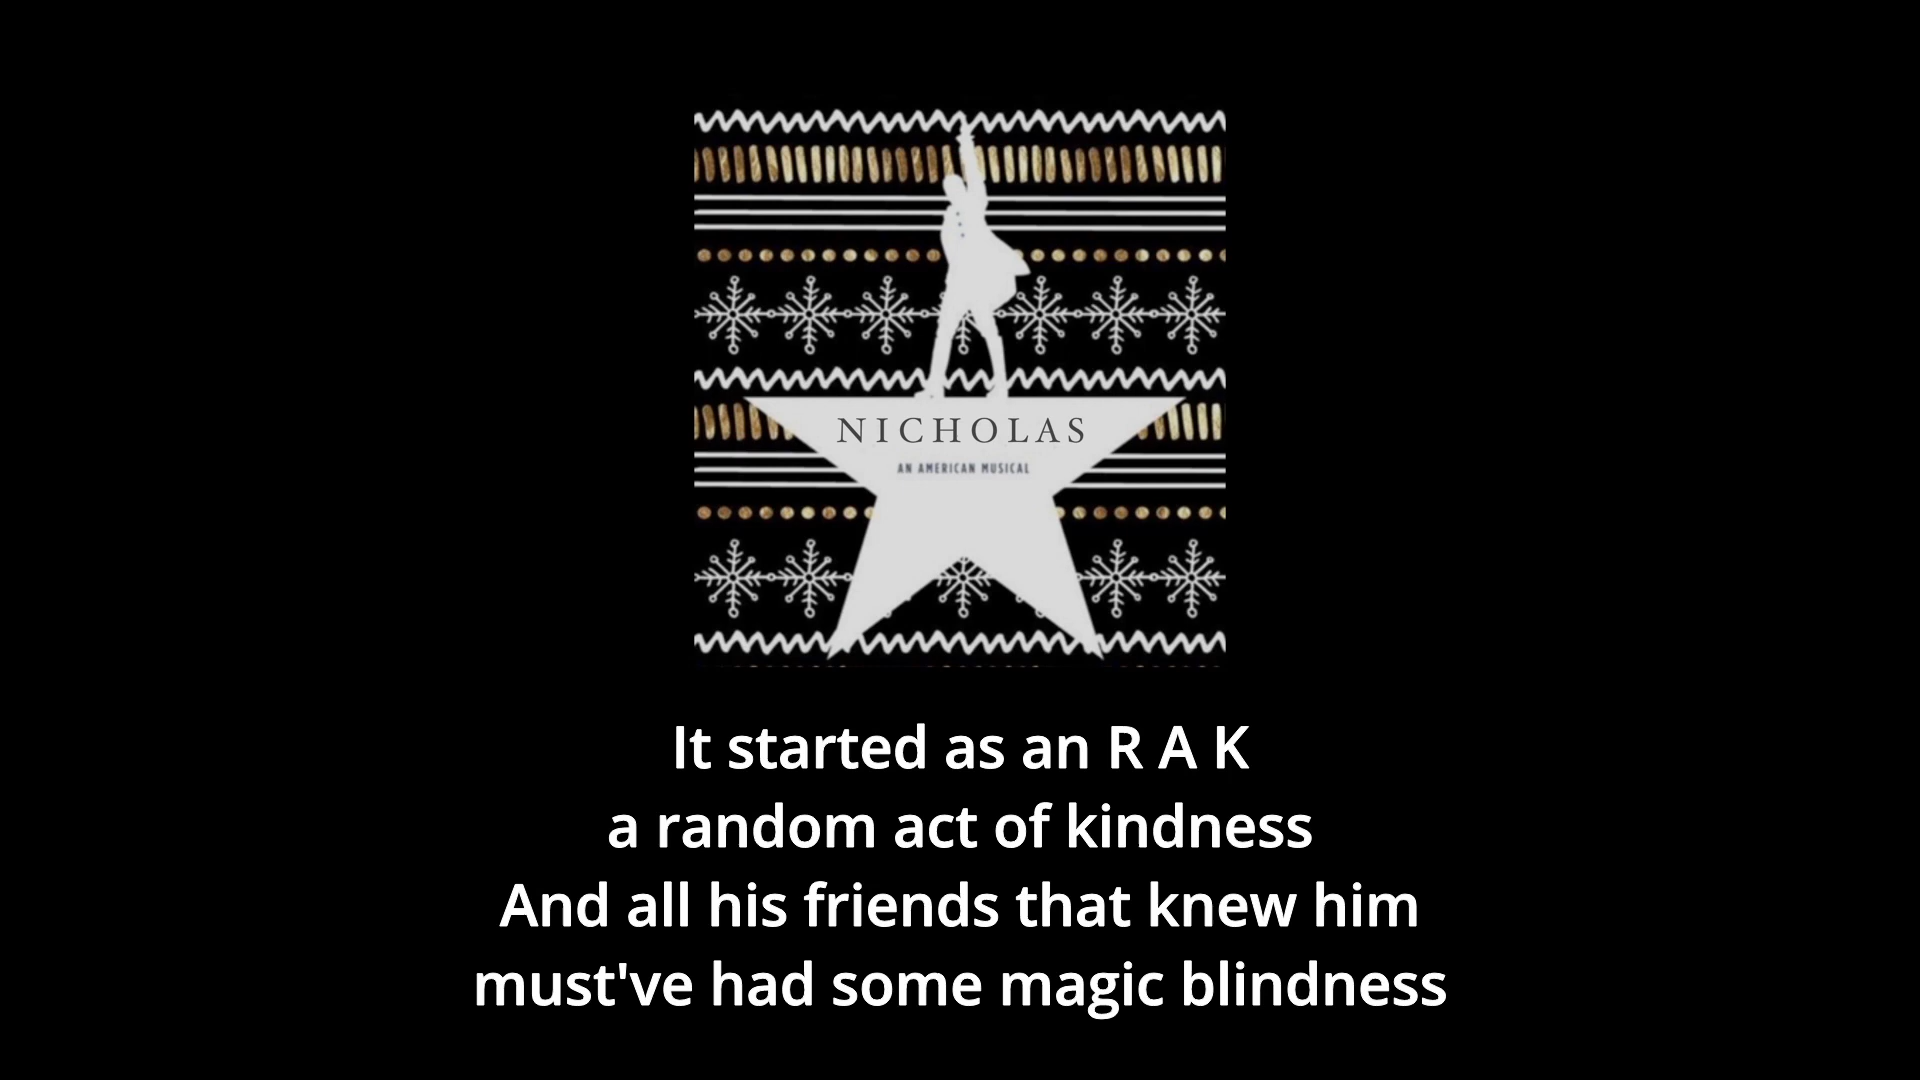 NICHOLAS
AN AMERICAN MUSICAL
It started as an R A K
a random act of kindness
And all his friends that knew him
must've had some magic blindness